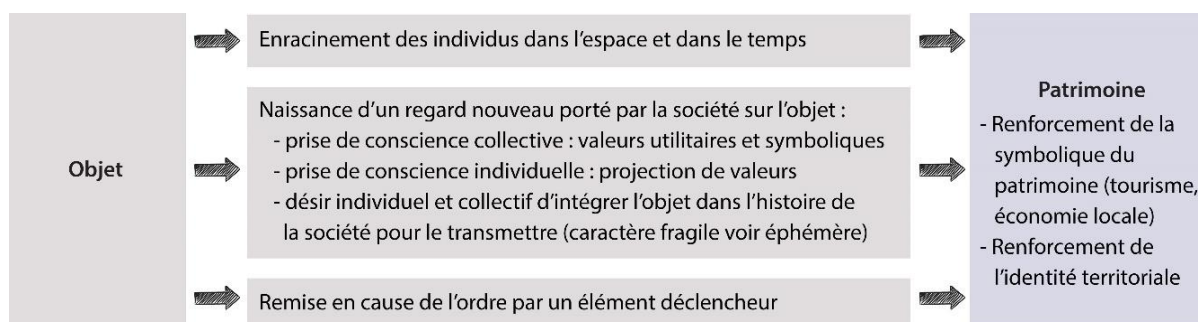 Objet
Enracinement des individus dans l'espace et dans le temps
Naissance d'un regard nouveau porté par la société sur l'objet :
- prise de conscience collective : valeurs utilitaires et symboliques
- prise de conscience individuelle : projection de valeurs
- désir individuel et collectif d'intégrer l'objet dans l'histoire de
la société pour le transmettre (caractère fragile voir éphémère)
Remise en cause de l'ordre par un élément déclencheur
Patrimoine
- Renforcement de la
symbolique du
patrimoine (tourisme,
économie locale)
- Renforcement de
l'identité territoriale